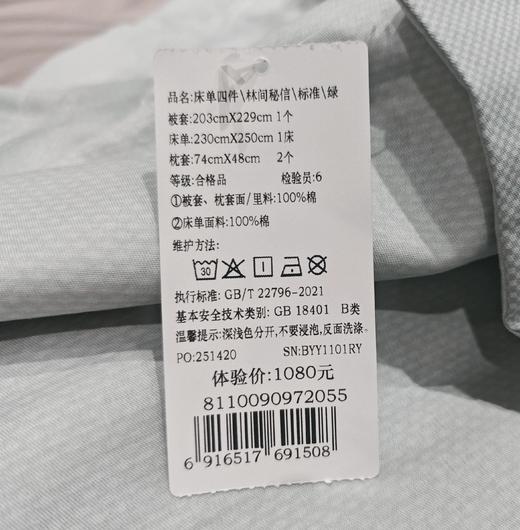 品名:床单四件\林间秘信\标准\绿
被套:203cmX229cm 1个
床单:230cmX250cm 1床
枕套:74cmX48cm 2个
等级:合格品 检验员:6
①被套、枕套面/里料:100%棉
②床单面料:100%棉
维护方法:
30
执行标准: GB/T 22796-2021
基本安全技术类别: GB 18401 B类
温馨提示:深浅色分开,不要浸泡,反面洗涤。
PO:251420 SN:BYY1101RY
体验价:1080元
8110090972055
6 916517 691508